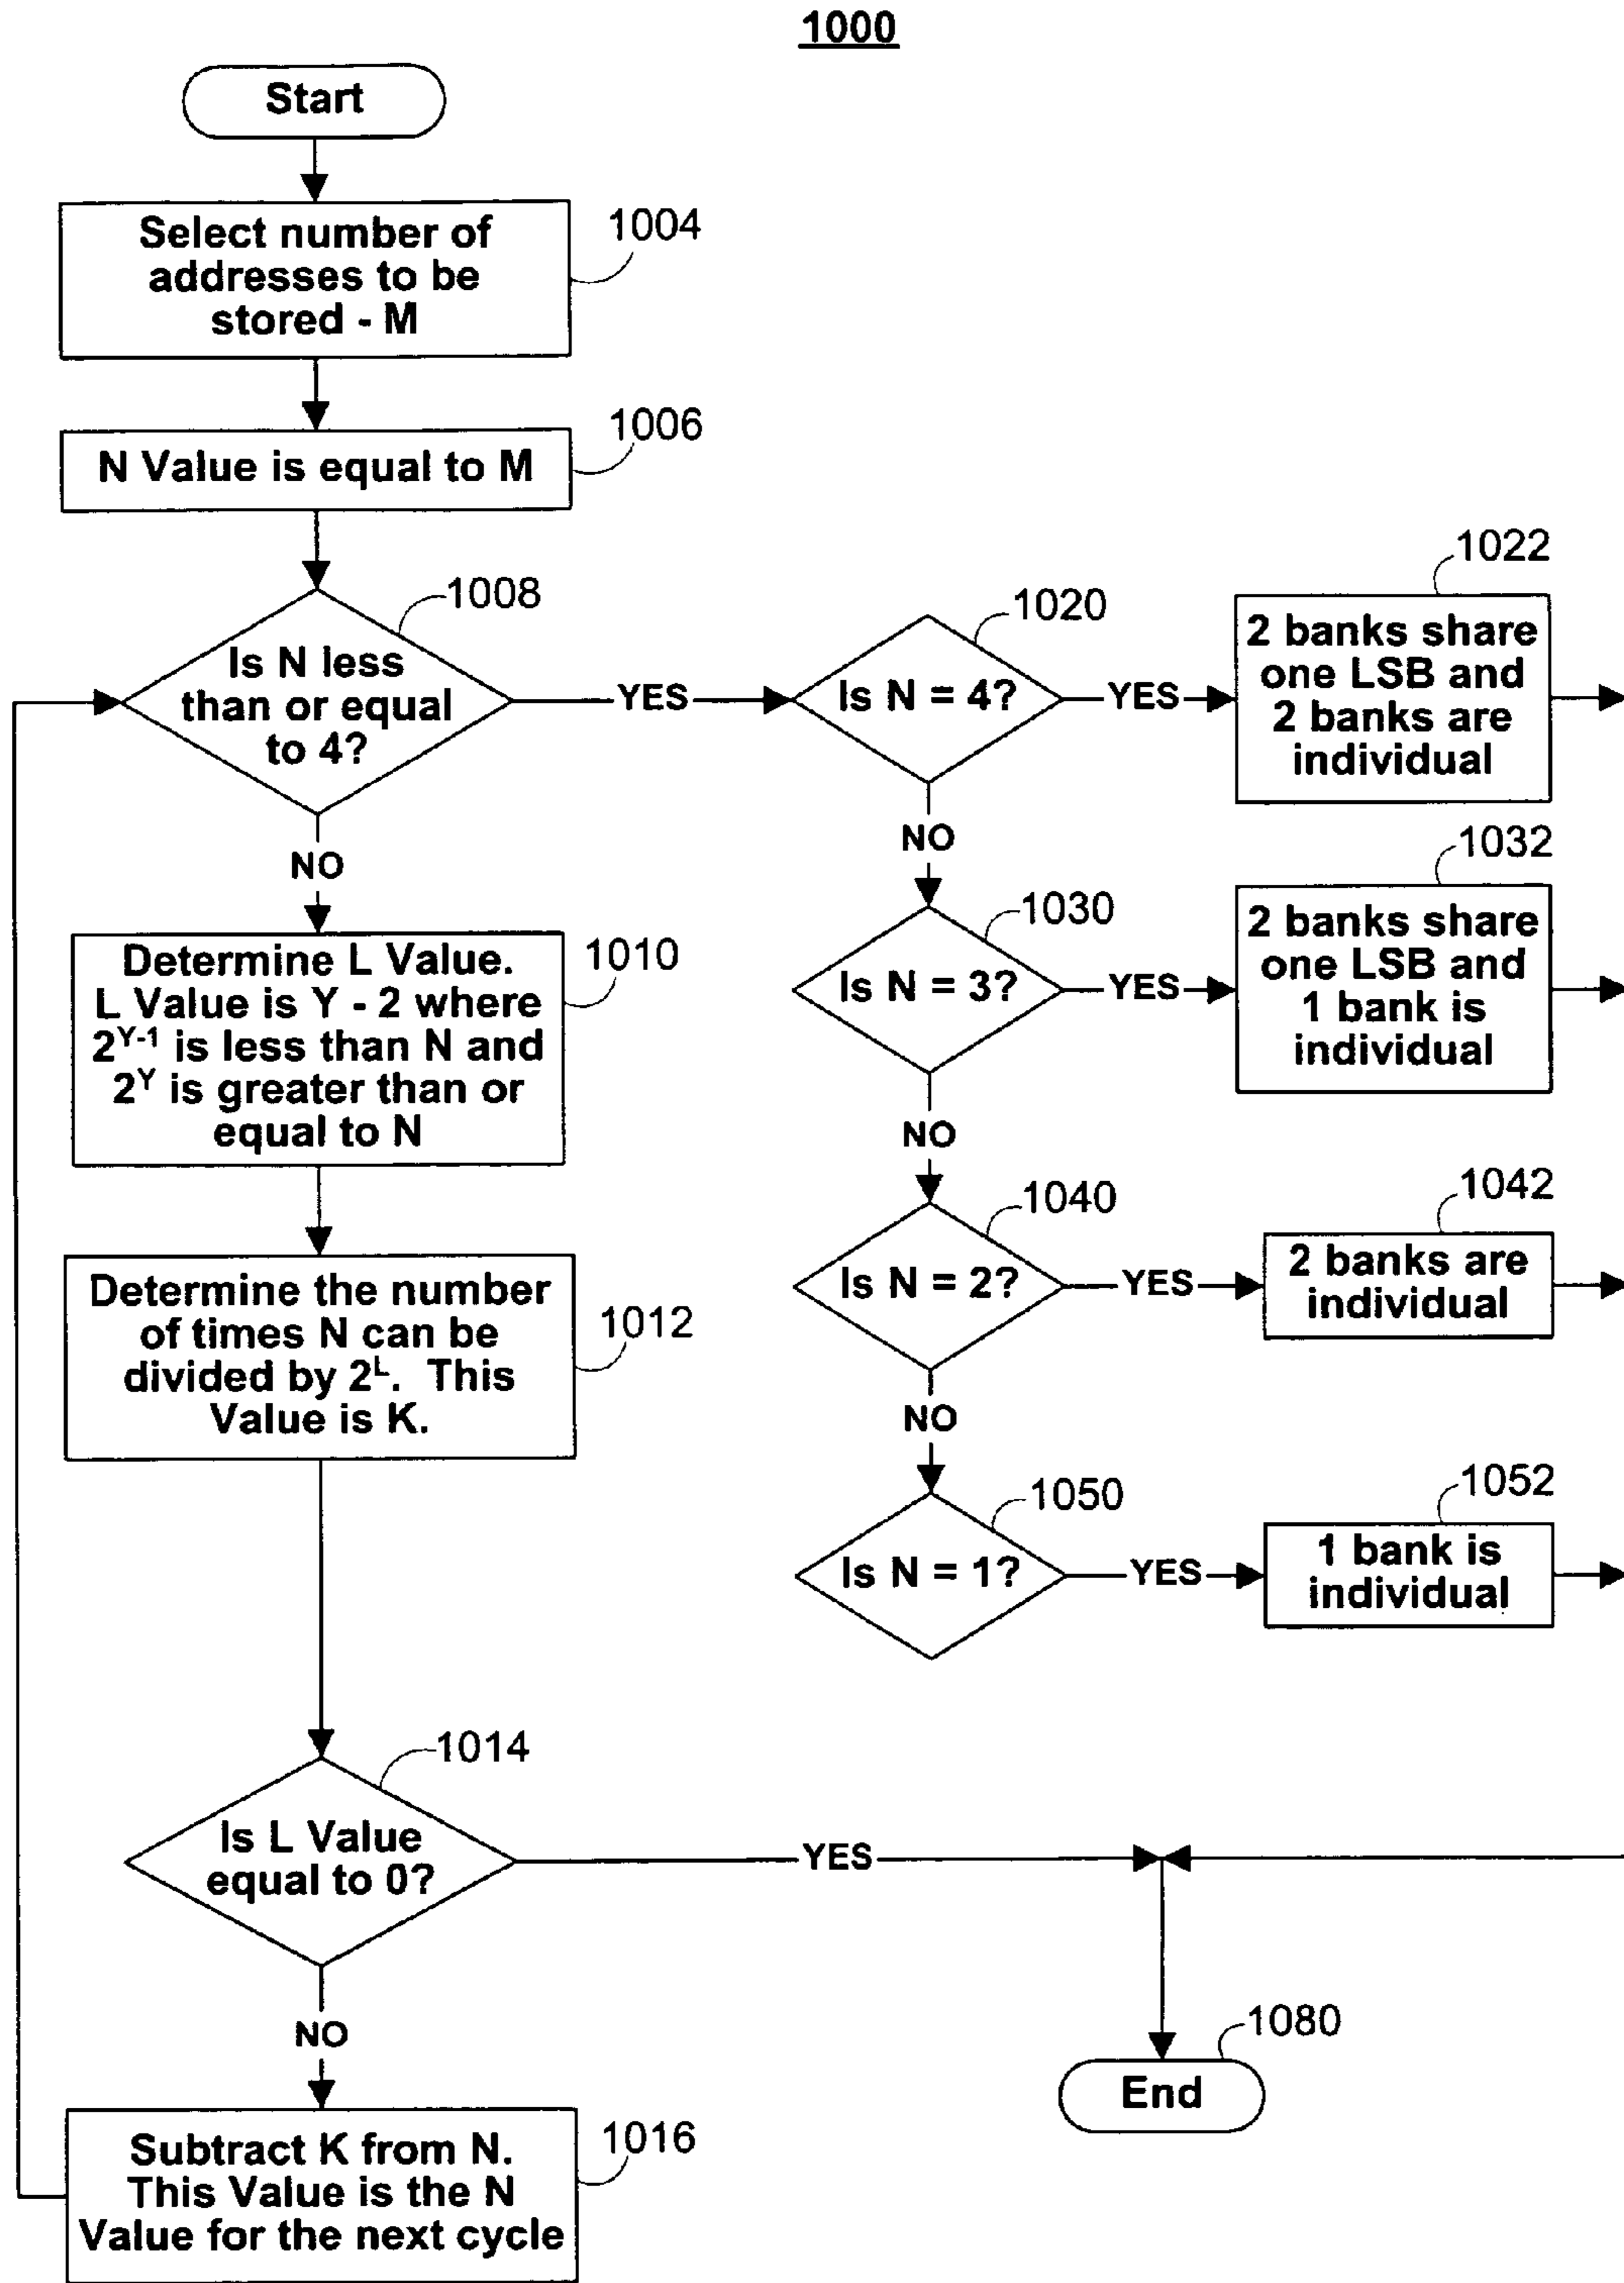 1000
Start
Select number of
addresses to be
stored - M
1004
N Value is equal to M
1006
Is N less
than or equal
to 4?
1008
YES
NO
Is N = 4?
1020
YES
NO
2 banks share
one LSB and
2 banks are
individual
1022
Is N = 3?
1030
YES
NO
2 banks share
one LSB and
1 bank is
individual
1032
Is N = 2?
1040
YES
NO
2 banks are
individual
1042
Is N = 1?
1050
YES
1 bank is
individual
1052
Determine L Value.
L Value is Y - 2 where
2^Y-1 is less than N and
2^Y is greater than or
equal to N
1010
Determine the number
of times N can be
divided by 2^L. This
Value is K.
1012
Is L Value
equal to 0?
1014
YES
NO
Subtract K from N.
This Value is the N
Value for the next cycle
1016
End
1080